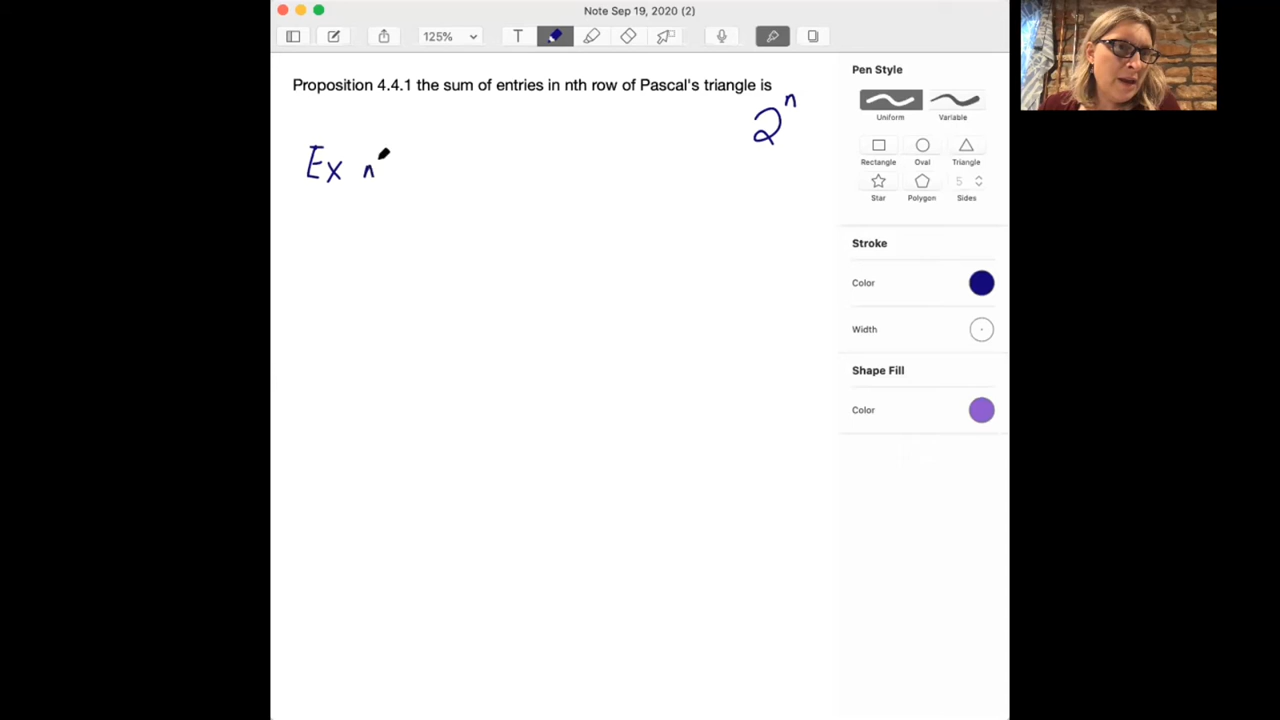 Note Sep 19, 2020 (2)
125%
T
Proposition 4.4.1 the sum of entries in nth row of Pascal's triangle is
2^n
Ex n
Pen Style
Uniform Variable
Rectangle Oval Triangle
5
Star Polygon Sides
Stroke
Color
Width
Shape Fill
Color